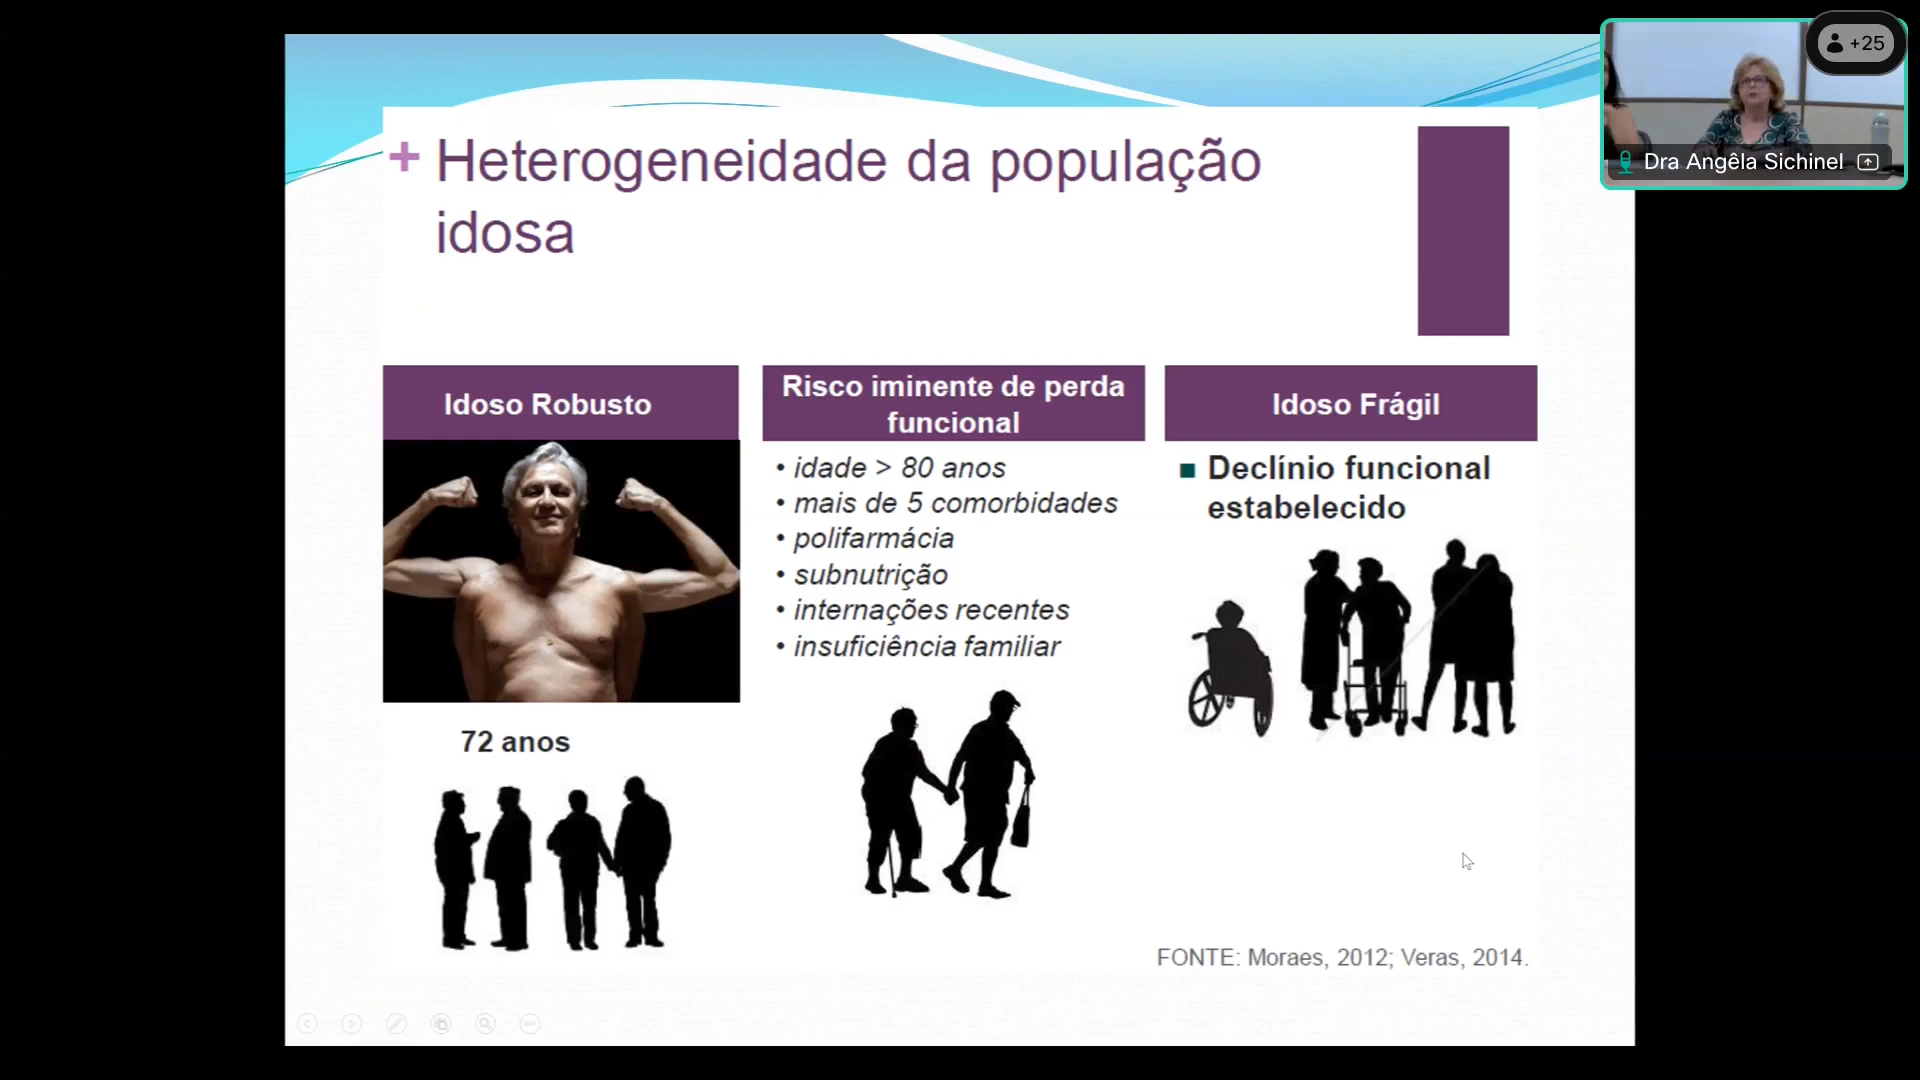 +25
Dra Angêla Sichinel
+ Heterogeneidade da população
idosa
Idoso Robusto
72 anos
Risco iminente de perda
funcional
• idade > 80 anos
• mais de 5 comorbidades
• polifarmácia
• subnutrição
• internações recentes
• insuficiência familiar
Idoso Frágil
Declínio funcional
estabelecido
FONTE: Moraes, 2012; Veras, 2014.